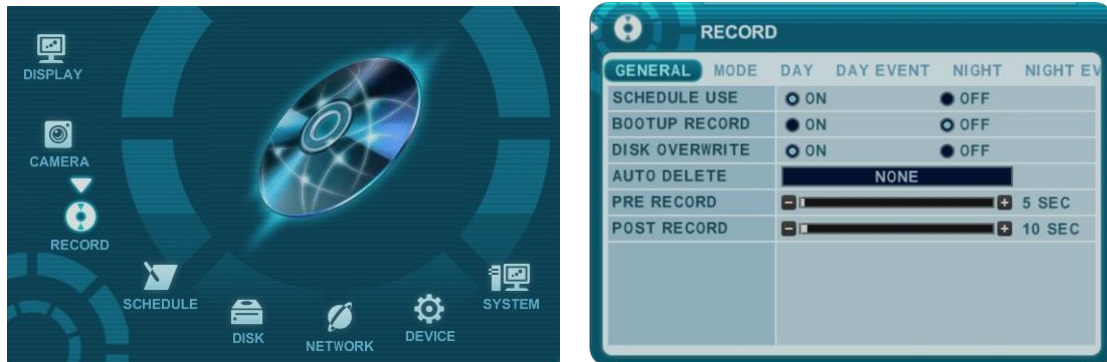 DISPLAY
CAMERA
RECORD
SCHEDULE
DISK
NETWORK
DEVICE
SYSTEM
RECORD
GENERAL MODE DAY DAY EVENT NIGHT NIGHT EV
SCHEDULE USE ON OFF
BOOTUP RECORD ON OFF
DISK OVERWRITE ON OFF
AUTO DELETE NONE
PRE RECORD 5 SEC
POST RECORD 10 SEC